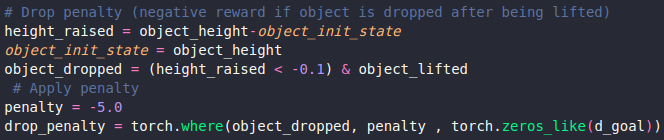 # Drop penalty (negative reward if object is dropped after being lifted)
height_raised = object_height-object_init_state
object_init_state = object_height
object_dropped = (height_raised < -0.1) & object_lifted
 # Apply penalty
penalty = -5.0
drop_penalty = torch.where(object_dropped, penalty , torch.zeros_like(d_goal))